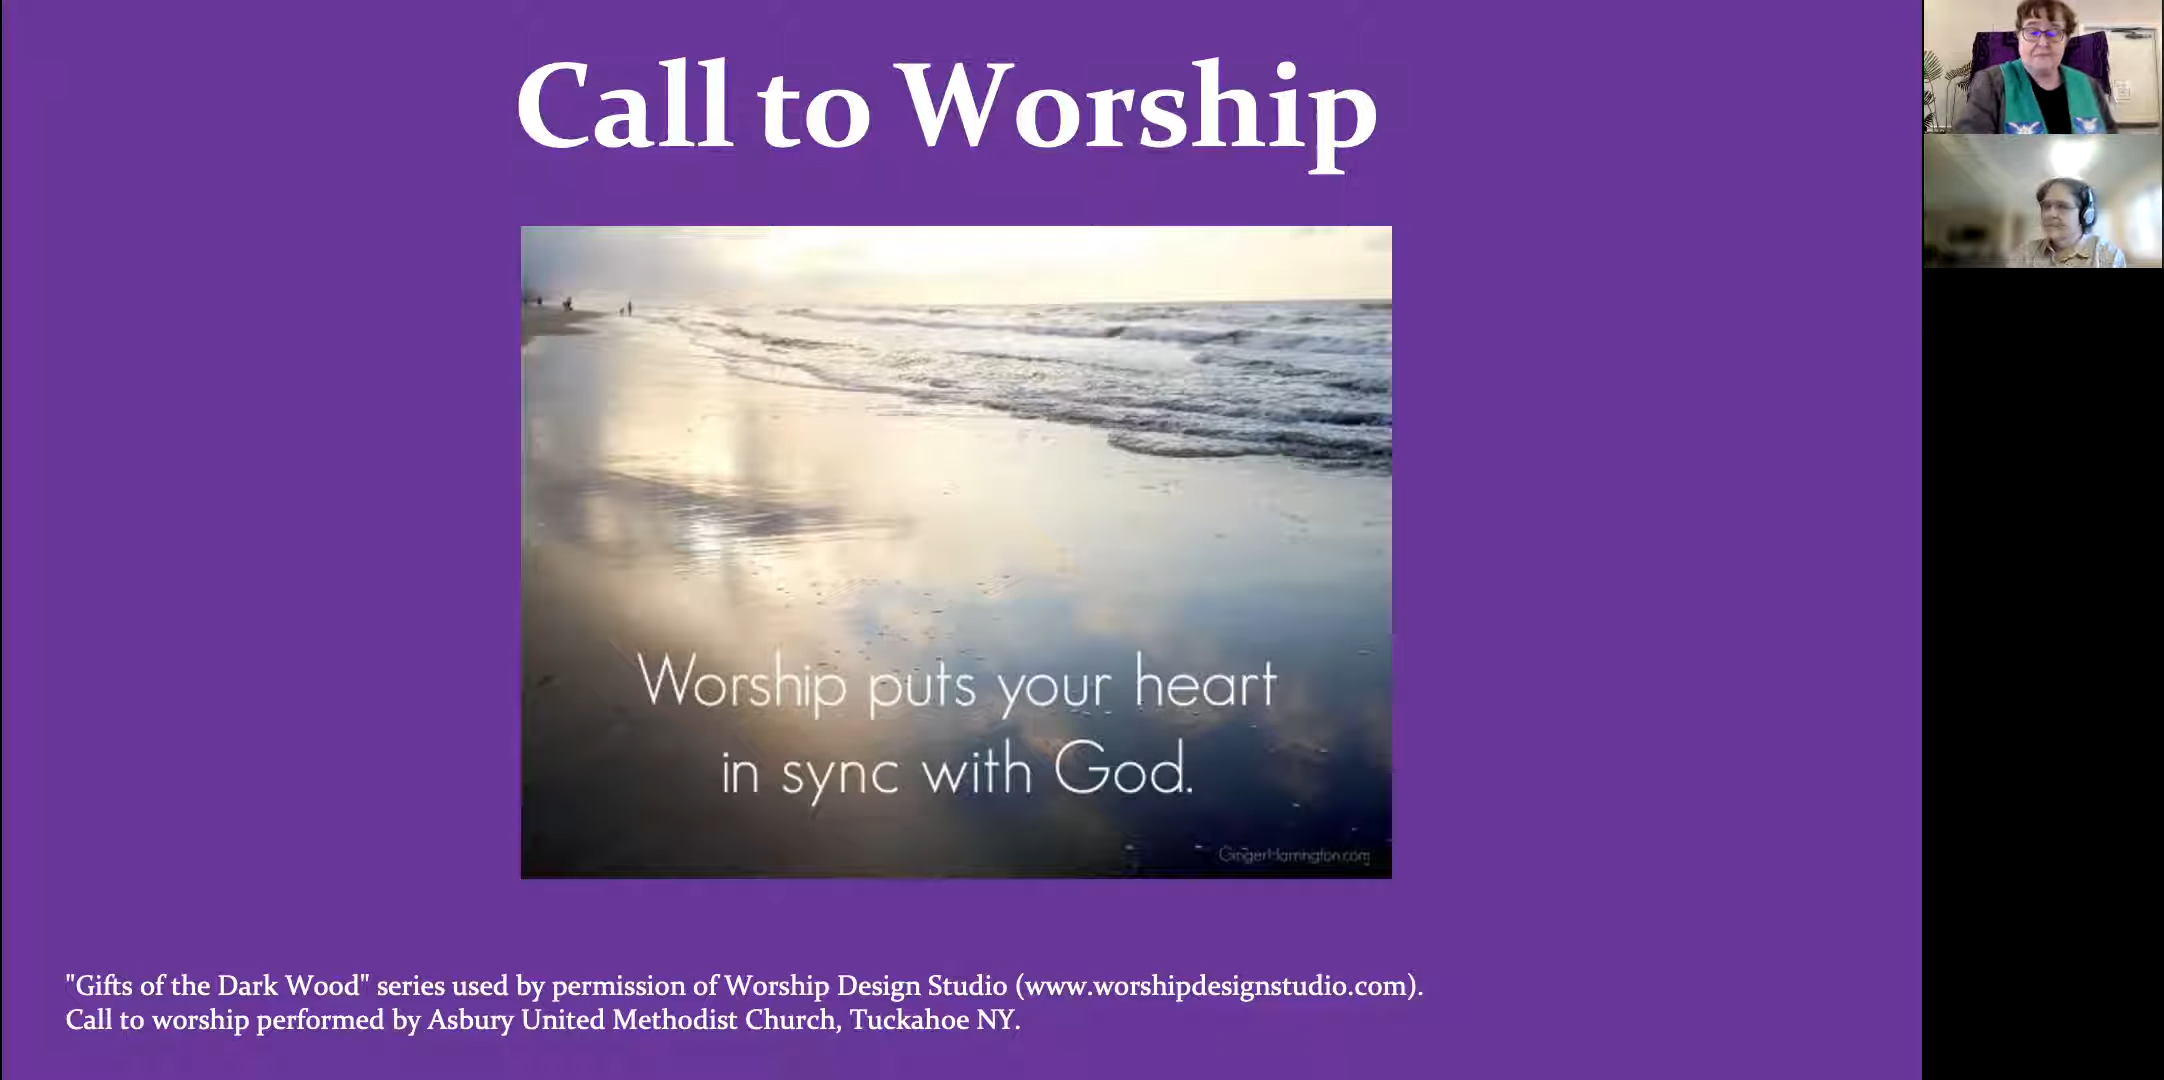 Call to Worship
Worship puts your heart
in sync with God.
GingerHarrington.com
"Gifts of the Dark Wood" series used by permission of Worship Design Studio (www.worshipdesignstudio.com).
Call to worship performed by Asbury United Methodist Church, Tuckahoe NY.